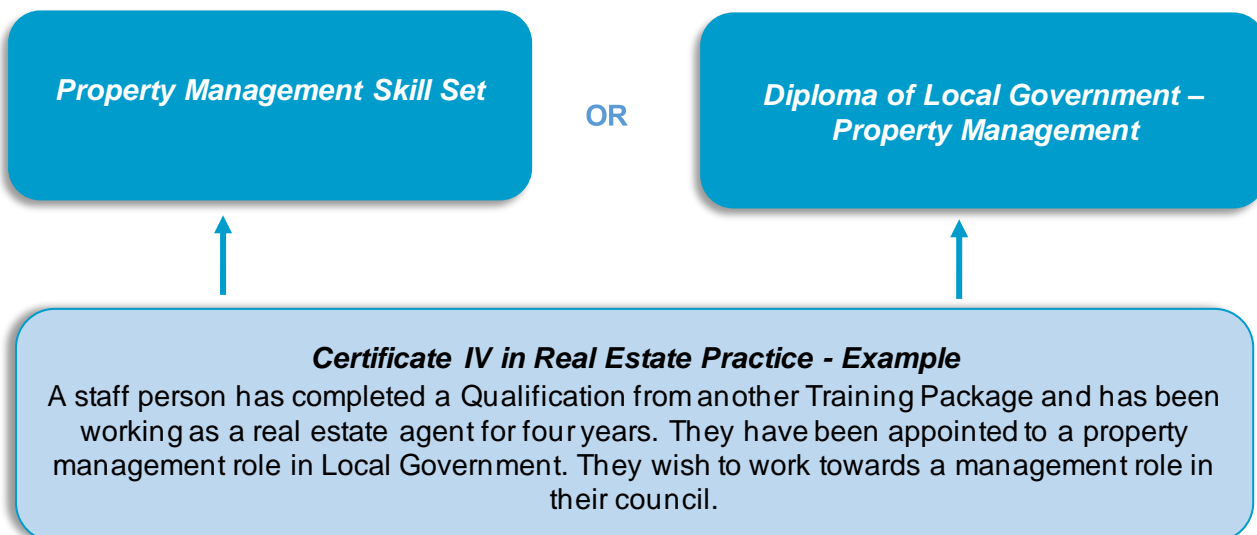 Property Management Skill Set
OR
Diploma of Local Government –
Property Management
Certificate IV in Real Estate Practice - Example
A staff person has completed a Qualification from another Training Package and has been
working as a real estate agent for four years. They have been appointed to a property
management role in Local Government. They wish to work towards a management role in
their council.